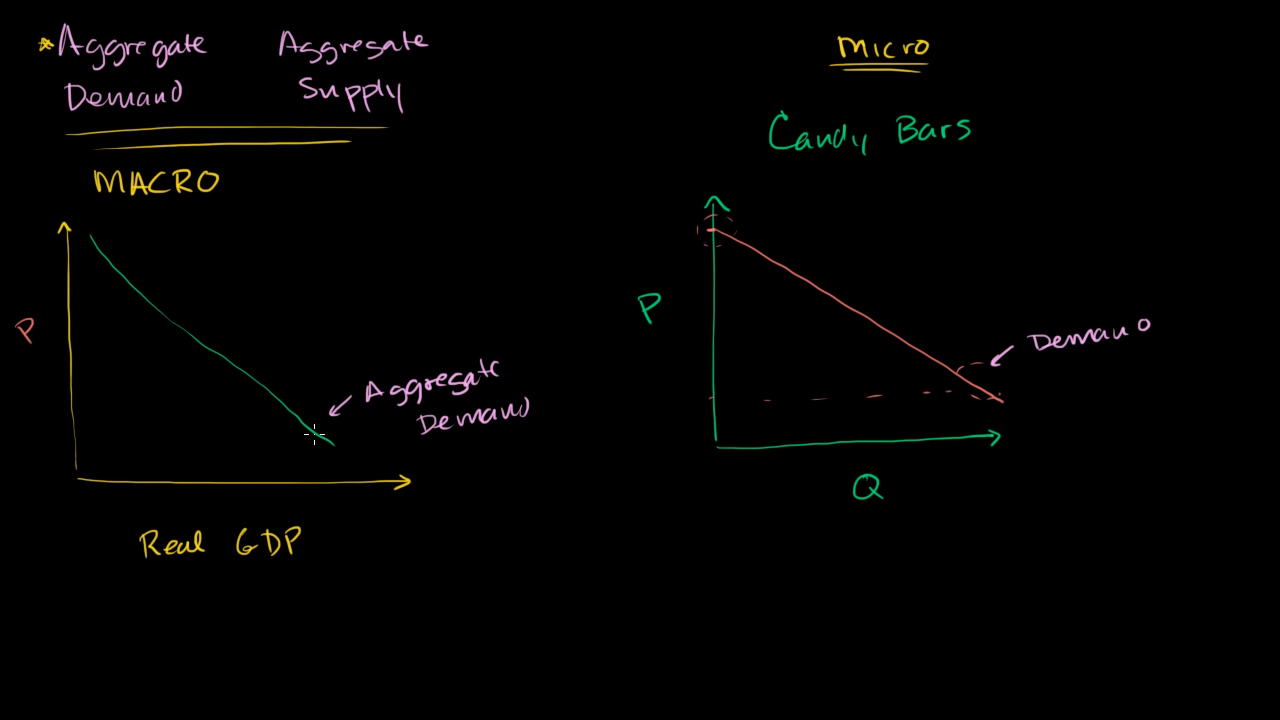 Aggregate Demand
Aggregate Supply
MACRO
P
Aggregate
Demand
Real GDP
Micro
Candy Bars
P
Demand
Q